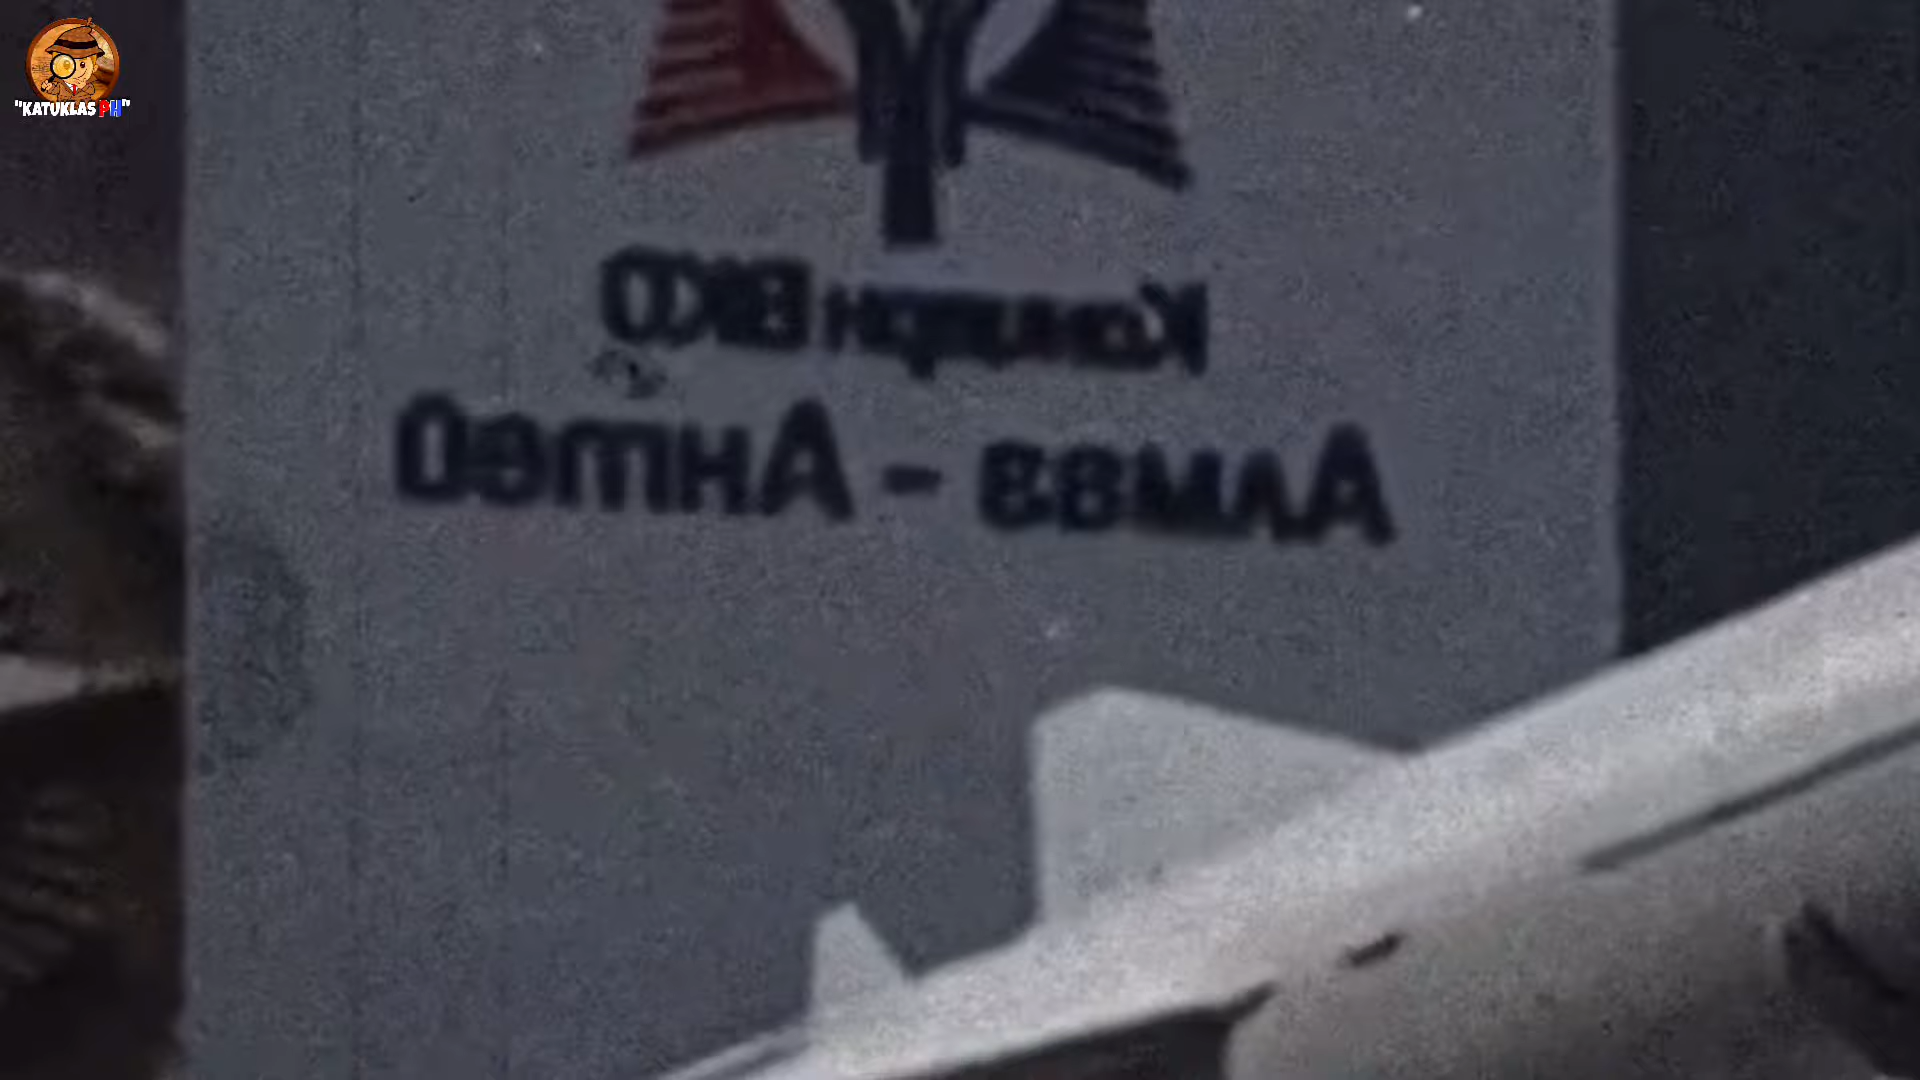 "KATUKLAS PH"
Концерн ВКО
Алмаз – Антей